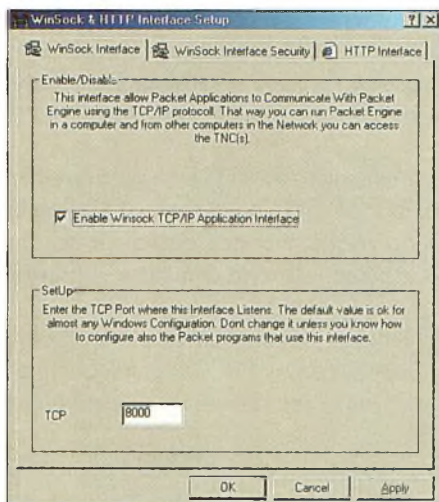 WinSock & HTTP Interface Setup
WinSock Interface
WinSock Interface Security
HTTP Interface
Enable/Disable
This interface allow Packet Applications to Communicate With Packet
Engine using the TCP/IP protocoll. That way you can run Packet Engine
in a computer and from other computers in the Network you can access
the TNC(s).
Enable Winsock TCP/IP Application Interface
SetUp
Enter the TCP Port where this Interface Listens. The default value is ok for
almost any Windows Configuration. Dont change it unless you know how
to configure also the Packet programs that use this interface.
TCP 8000
OK Cancel Apply